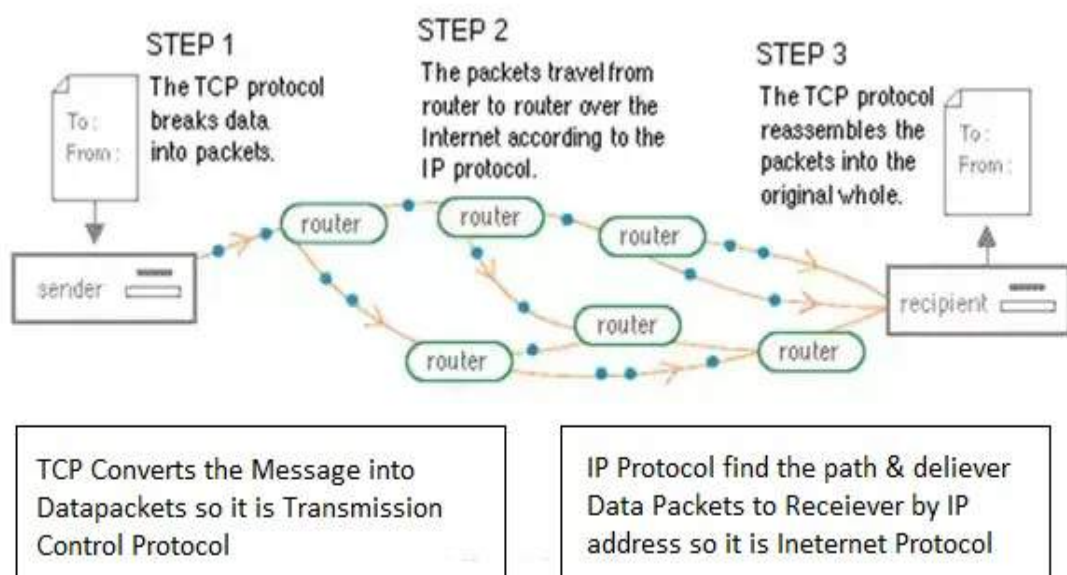 STEP 1
The TCP protocol
breaks data
into packets.
STEP 2
The packets travel from
router to router over the
Internet according to the
IP protocol.
STEP 3
The TCP protocol
reassembles the
packets into the
original whole.
To:
From:
To:
From:
sender
router
router
router
router
router
router
recipient
TCP Converts the Message into
Datapackets so it is Transmission
Control Protocol
IP Protocol find the path & deliever
Data Packets to Receiever by IP
address so it is Ineternet Protocol